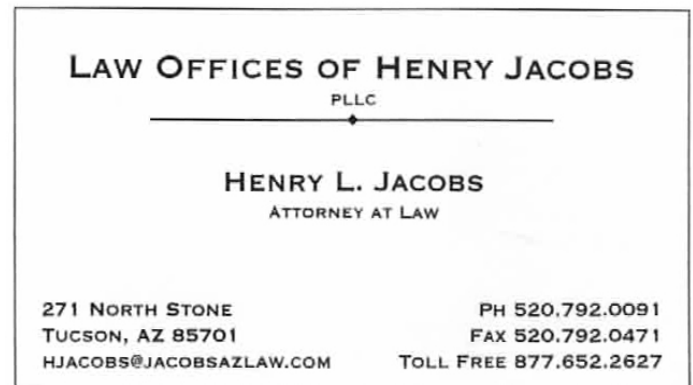 LAW OFFICES OF HENRY JACOBS
PLLC
HENRY L. JACOBS
ATTORNEY AT LAW
271 NORTH STONE
TUCSON, AZ 85701
HJACOBS@JACOBSAZLAW.COM
PH 520.792.0091
FAX 520.792.0471
TOLL FREE 877.652.2627